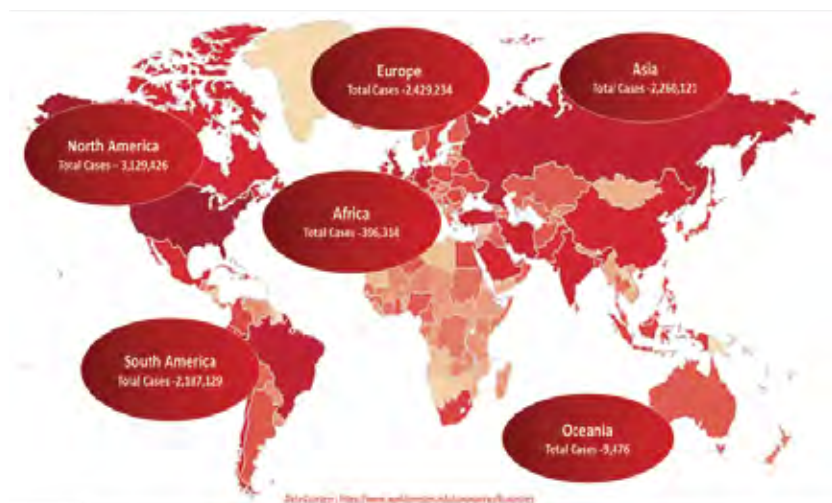 Europe
Total Cases -2,429,234
Asia
Total Cases -2,260,121
North America
Total Cases – 3,129,426
Africa
Total Cases -396,314
South America
Total Cases -2,187,129
Oceania
Total Cases -9,476